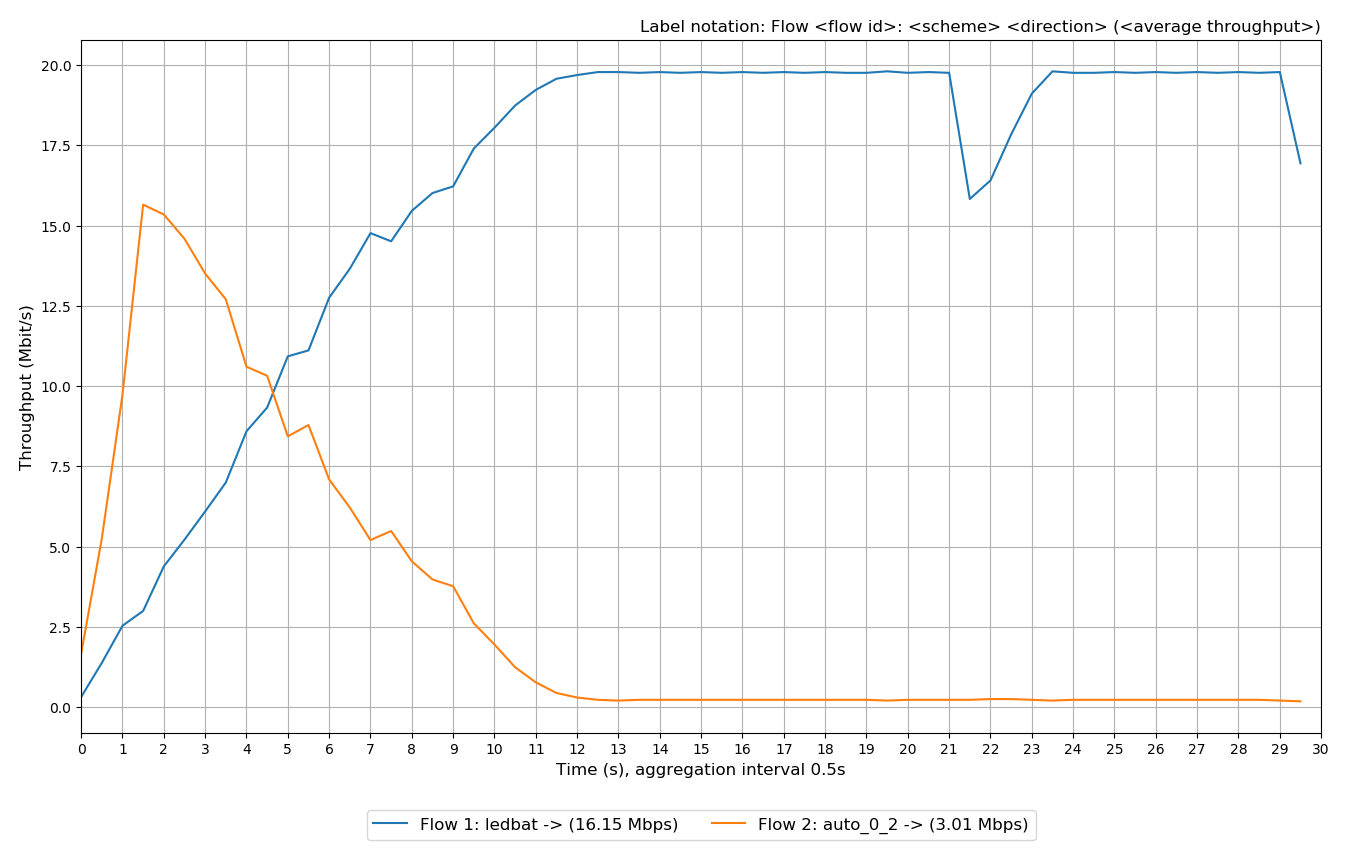 Label notation: Flow <flow id>: <scheme> <direction> (<average throughput>)
20.0
17.5
15.0
12.5
10.0
7.5
5.0
2.5
0.0
Throughput (Mbit/s)
0 1 2 3 4 5 6 7 8 9 10 11 12 13 14 15 16 17 18 19 20 21 22 23 24 25 26 27 28 29 30
Time (s), aggregation interval 0.5s
Flow 1: ledbat -> (16.15 Mbps) Flow 2: auto_0_2 -> (3.01 Mbps)